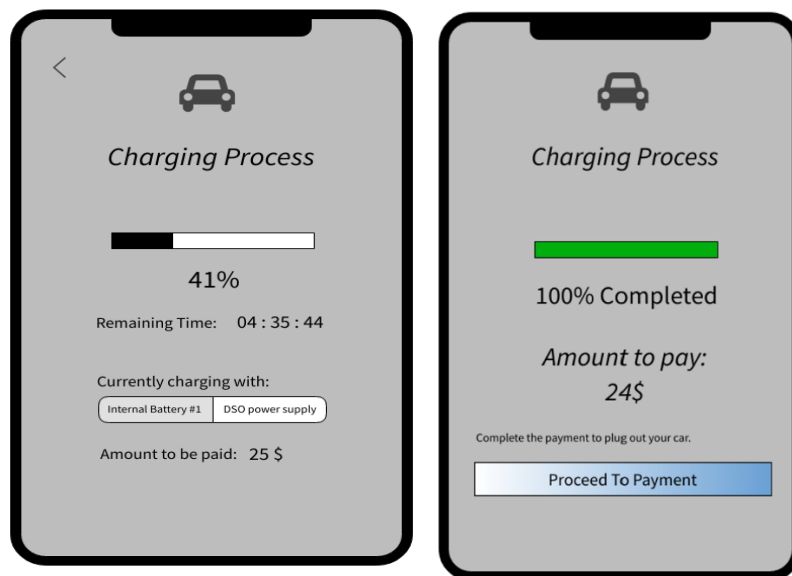 Charging Process
41%
Remaining Time: 04 : 35 : 44
Currently charging with:
Internal Battery #1 DSO power supply
Amount to be paid: 25 $
Charging Process
100% Completed
Amount to pay:
24$
Complete the payment to plug out your car.
Proceed To Payment